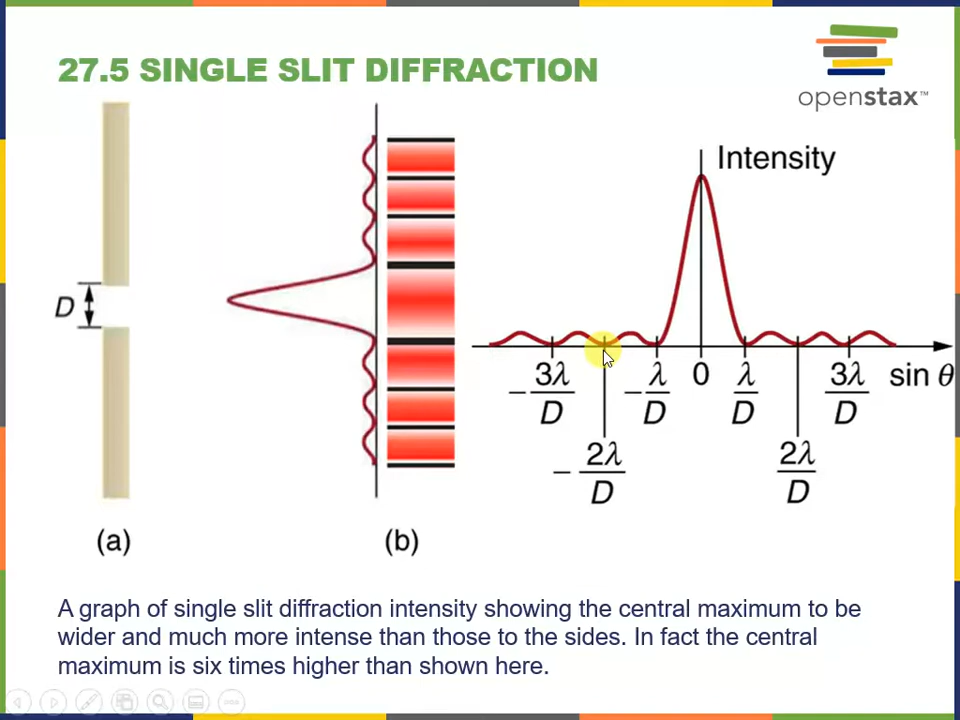 27.5 SINGLE SLIT DIFFRACTION
openstax™
D
(a)
(b)
Intensity
− 3λ/D
− 2λ/D
− λ/D
0
λ/D
2λ/D
3λ/D
sin θ
A graph of single slit diffraction intensity showing the central maximum to be
wider and much more intense than those to the sides. In fact the central
maximum is six times higher than shown here.